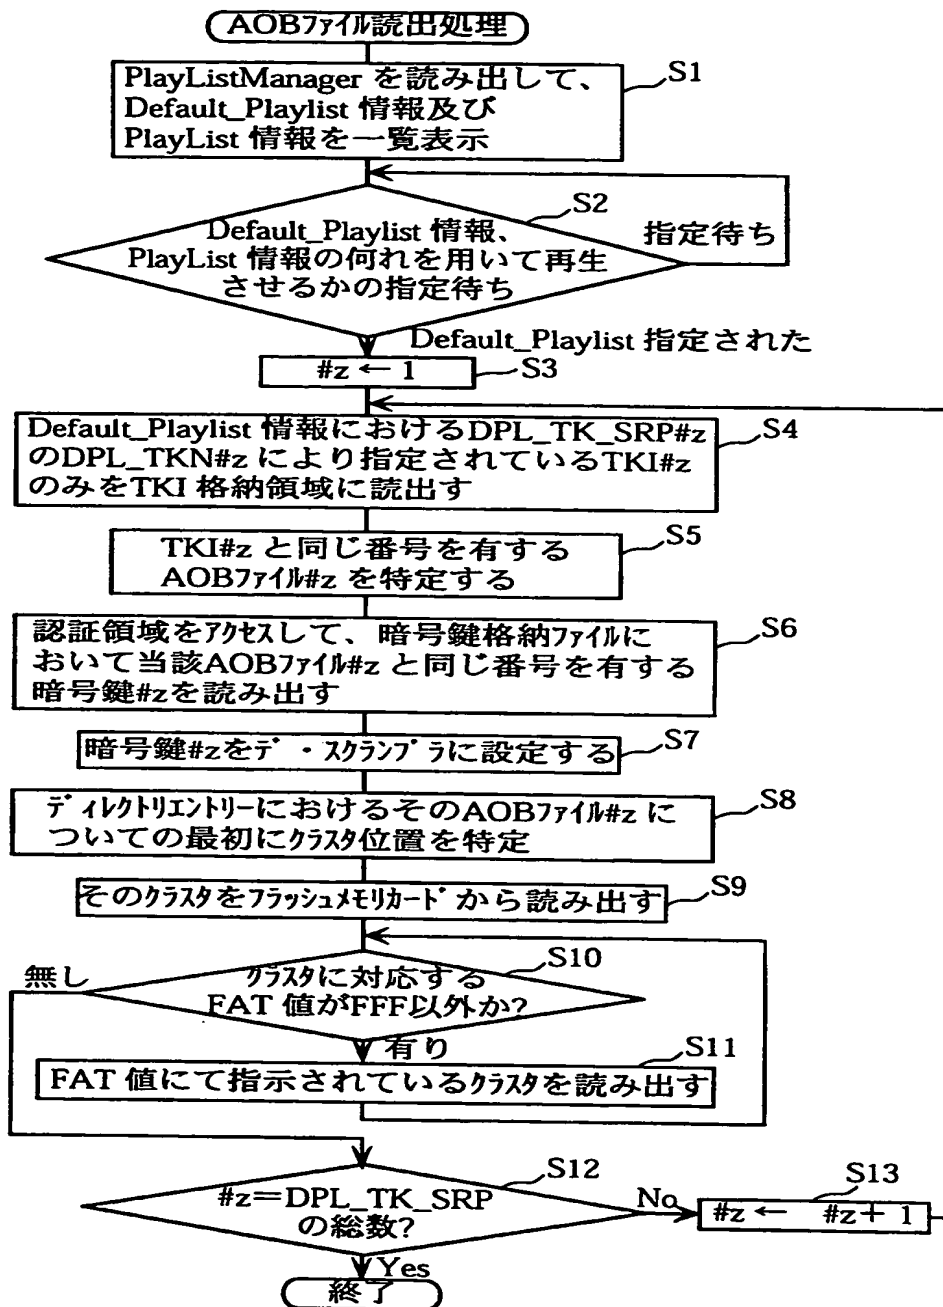 AOBファイル読出処理
PlayListManager を読み出して、
Default_Playlist 情報及び
PlayList 情報を一覧表示
S1
S2
Default_Playlist 情報、
PlayList 情報の何れを用いて再生
させるかの指定待ち
指定待ち
Default_Playlist 指定された
#z ← 1
S3
Default_Playlist 情報におけるDPL_TK_SRP#z
のDPL_TKN#z により指定されているTKI#z
のみをTKI 格納領域に読出す
S4
TKI#z と同じ番号を有する
AOBファイル#z を特定する
S5
認証領域をアクセスして、暗号鍵格納ファイルに
おいて当該AOBファイル#z と同じ番号を有する
暗号鍵#zを読み出す
S6
暗号鍵#zをデ・スクランブラに設定する
S7
ディレクトリエントリーにおけるそのAOBファイル#z に
ついての最初にクラスタ位置を特定
S8
そのクラスタをフラッシュメモリカードから読み出す
S9
S10
クラスタに対応する
FAT 値がFFF以外か?
無し
有り
S11
FAT 値にて指示されているクラスタを読み出す
S12
#z=DPL_TK_SRP
の総数?
No
S13
#z ← #z+ 1
Yes
終了